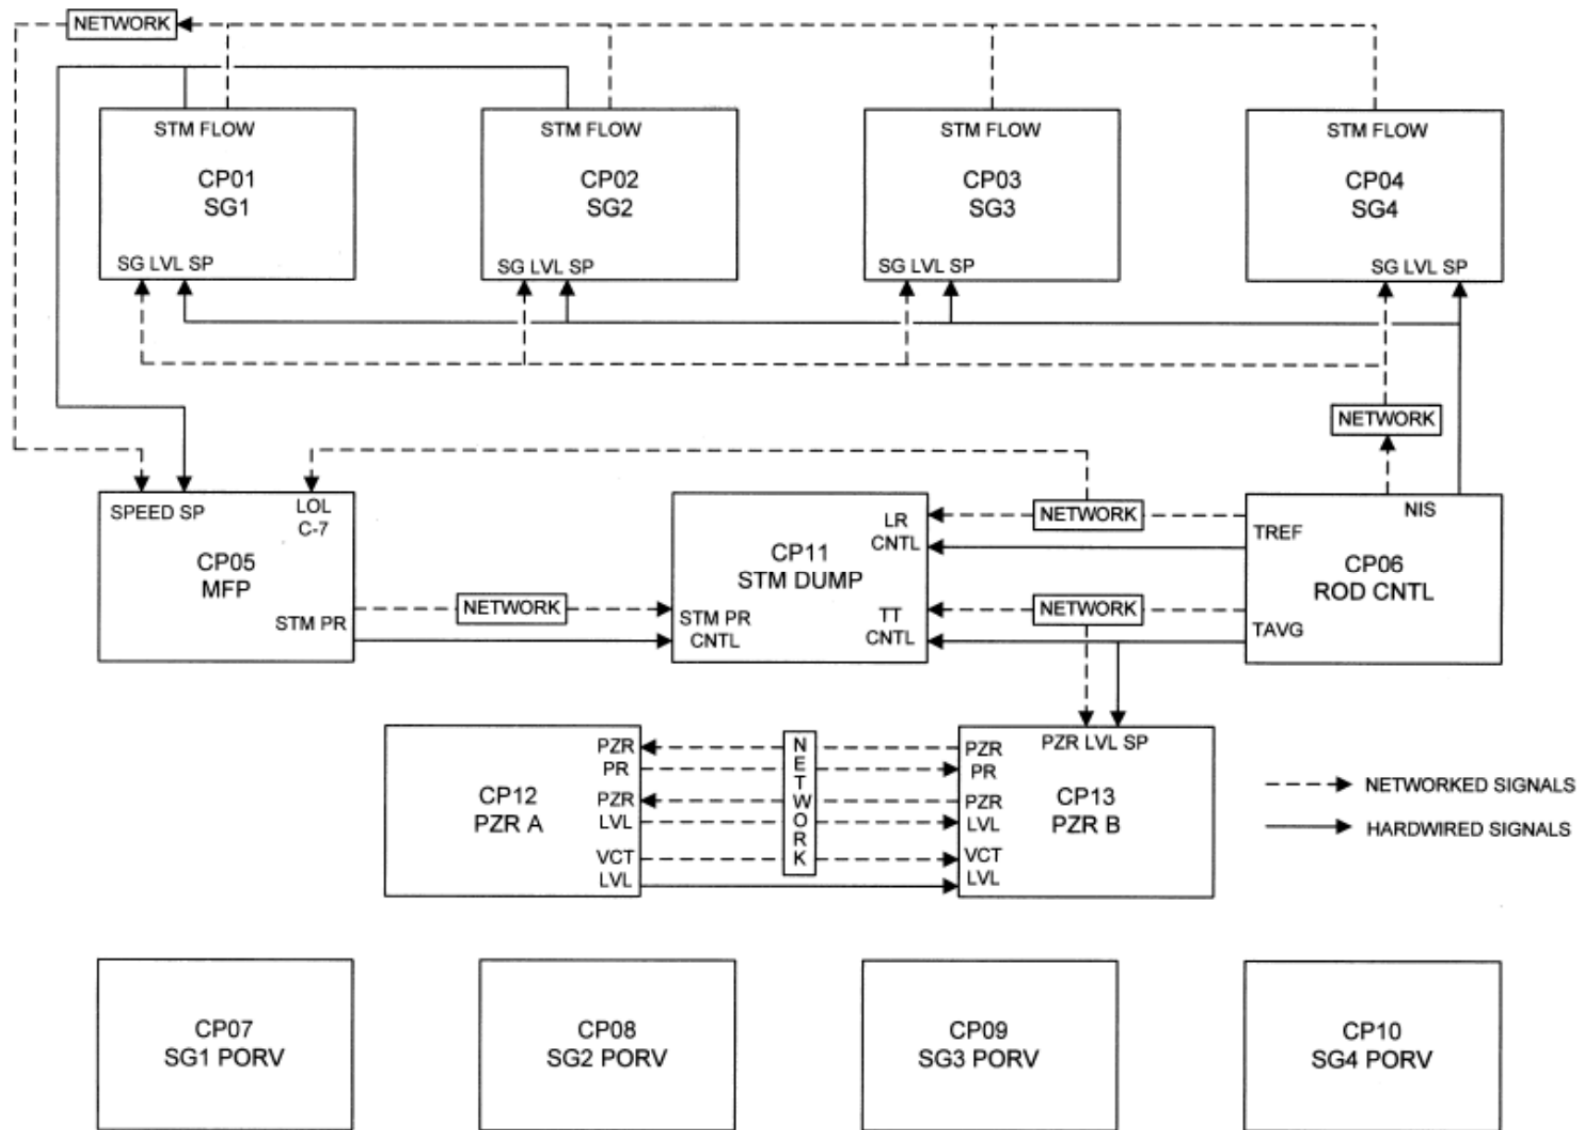 NETWORK
STM FLOW
CP01
SG1
SG LVL SP
STM FLOW
CP02
SG2
SG LVL SP
STM FLOW
CP03
SG3
SG LVL SP
STM FLOW
CP04
SG4
SG LVL SP
NETWORK
SPEED SP
LOL
C-7
CP05
MFP
STM PR
NETWORK
LR
CNTL
CP11
STM DUMP
STM PR
CNTL
TT
CNTL
NETWORK
NETWORK
NIS
TREF
CP06
ROD CNTL
TAVG
CP12
PZR A
PZR
PR
PZR
LVL
VCT
LVL
NETWORK
PZR LVL SP
PZR
PR
PZR
LVL
VCT
LVL
CP13
PZR B
NETWORKED SIGNALS
HARDWIRED SIGNALS
CP07
SG1 PORV
CP08
SG2 PORV
CP09
SG3 PORV
CP10
SG4 PORV